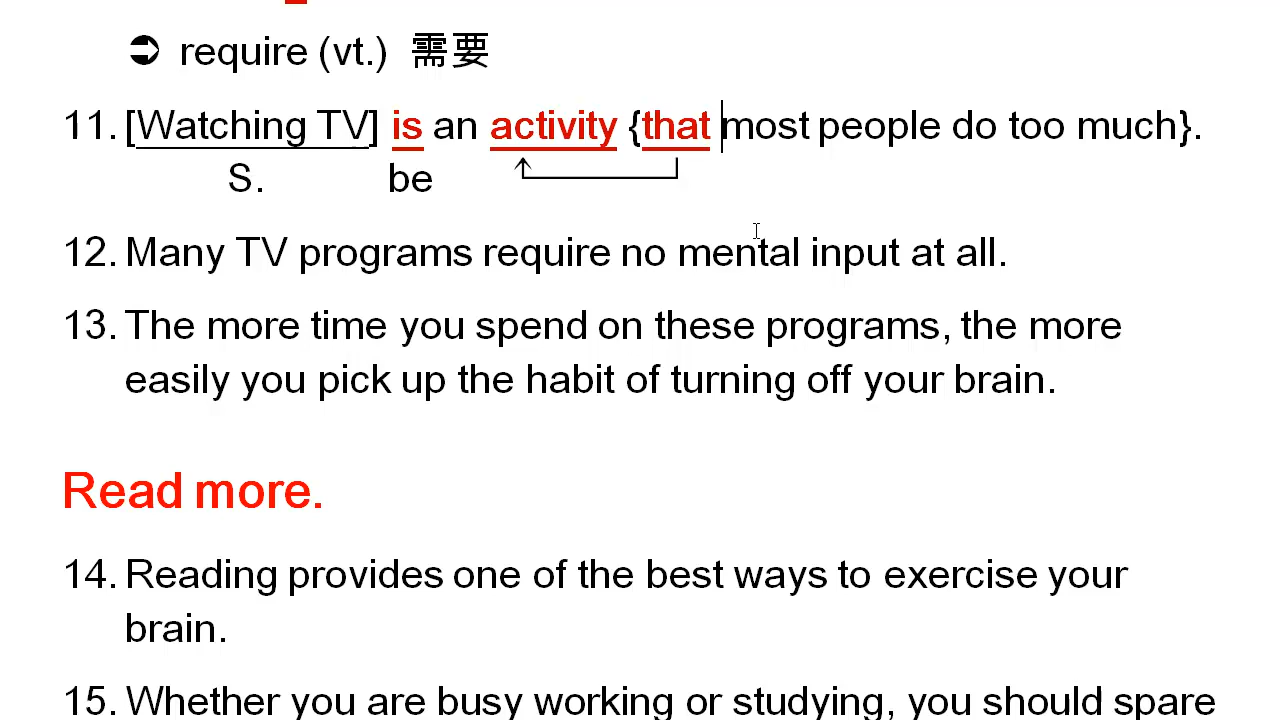 ➲ require (vt.) 需要
11. [Watching TV] is an activity {that most people do too much}.
S. be
12. Many TV programs require no mental input at all.
13. The more time you spend on these programs, the more
easily you pick up the habit of turning off your brain.
Read more.
14. Reading provides one of the best ways to exercise your
brain.
15. Whether you are busy working or studying, you should spare